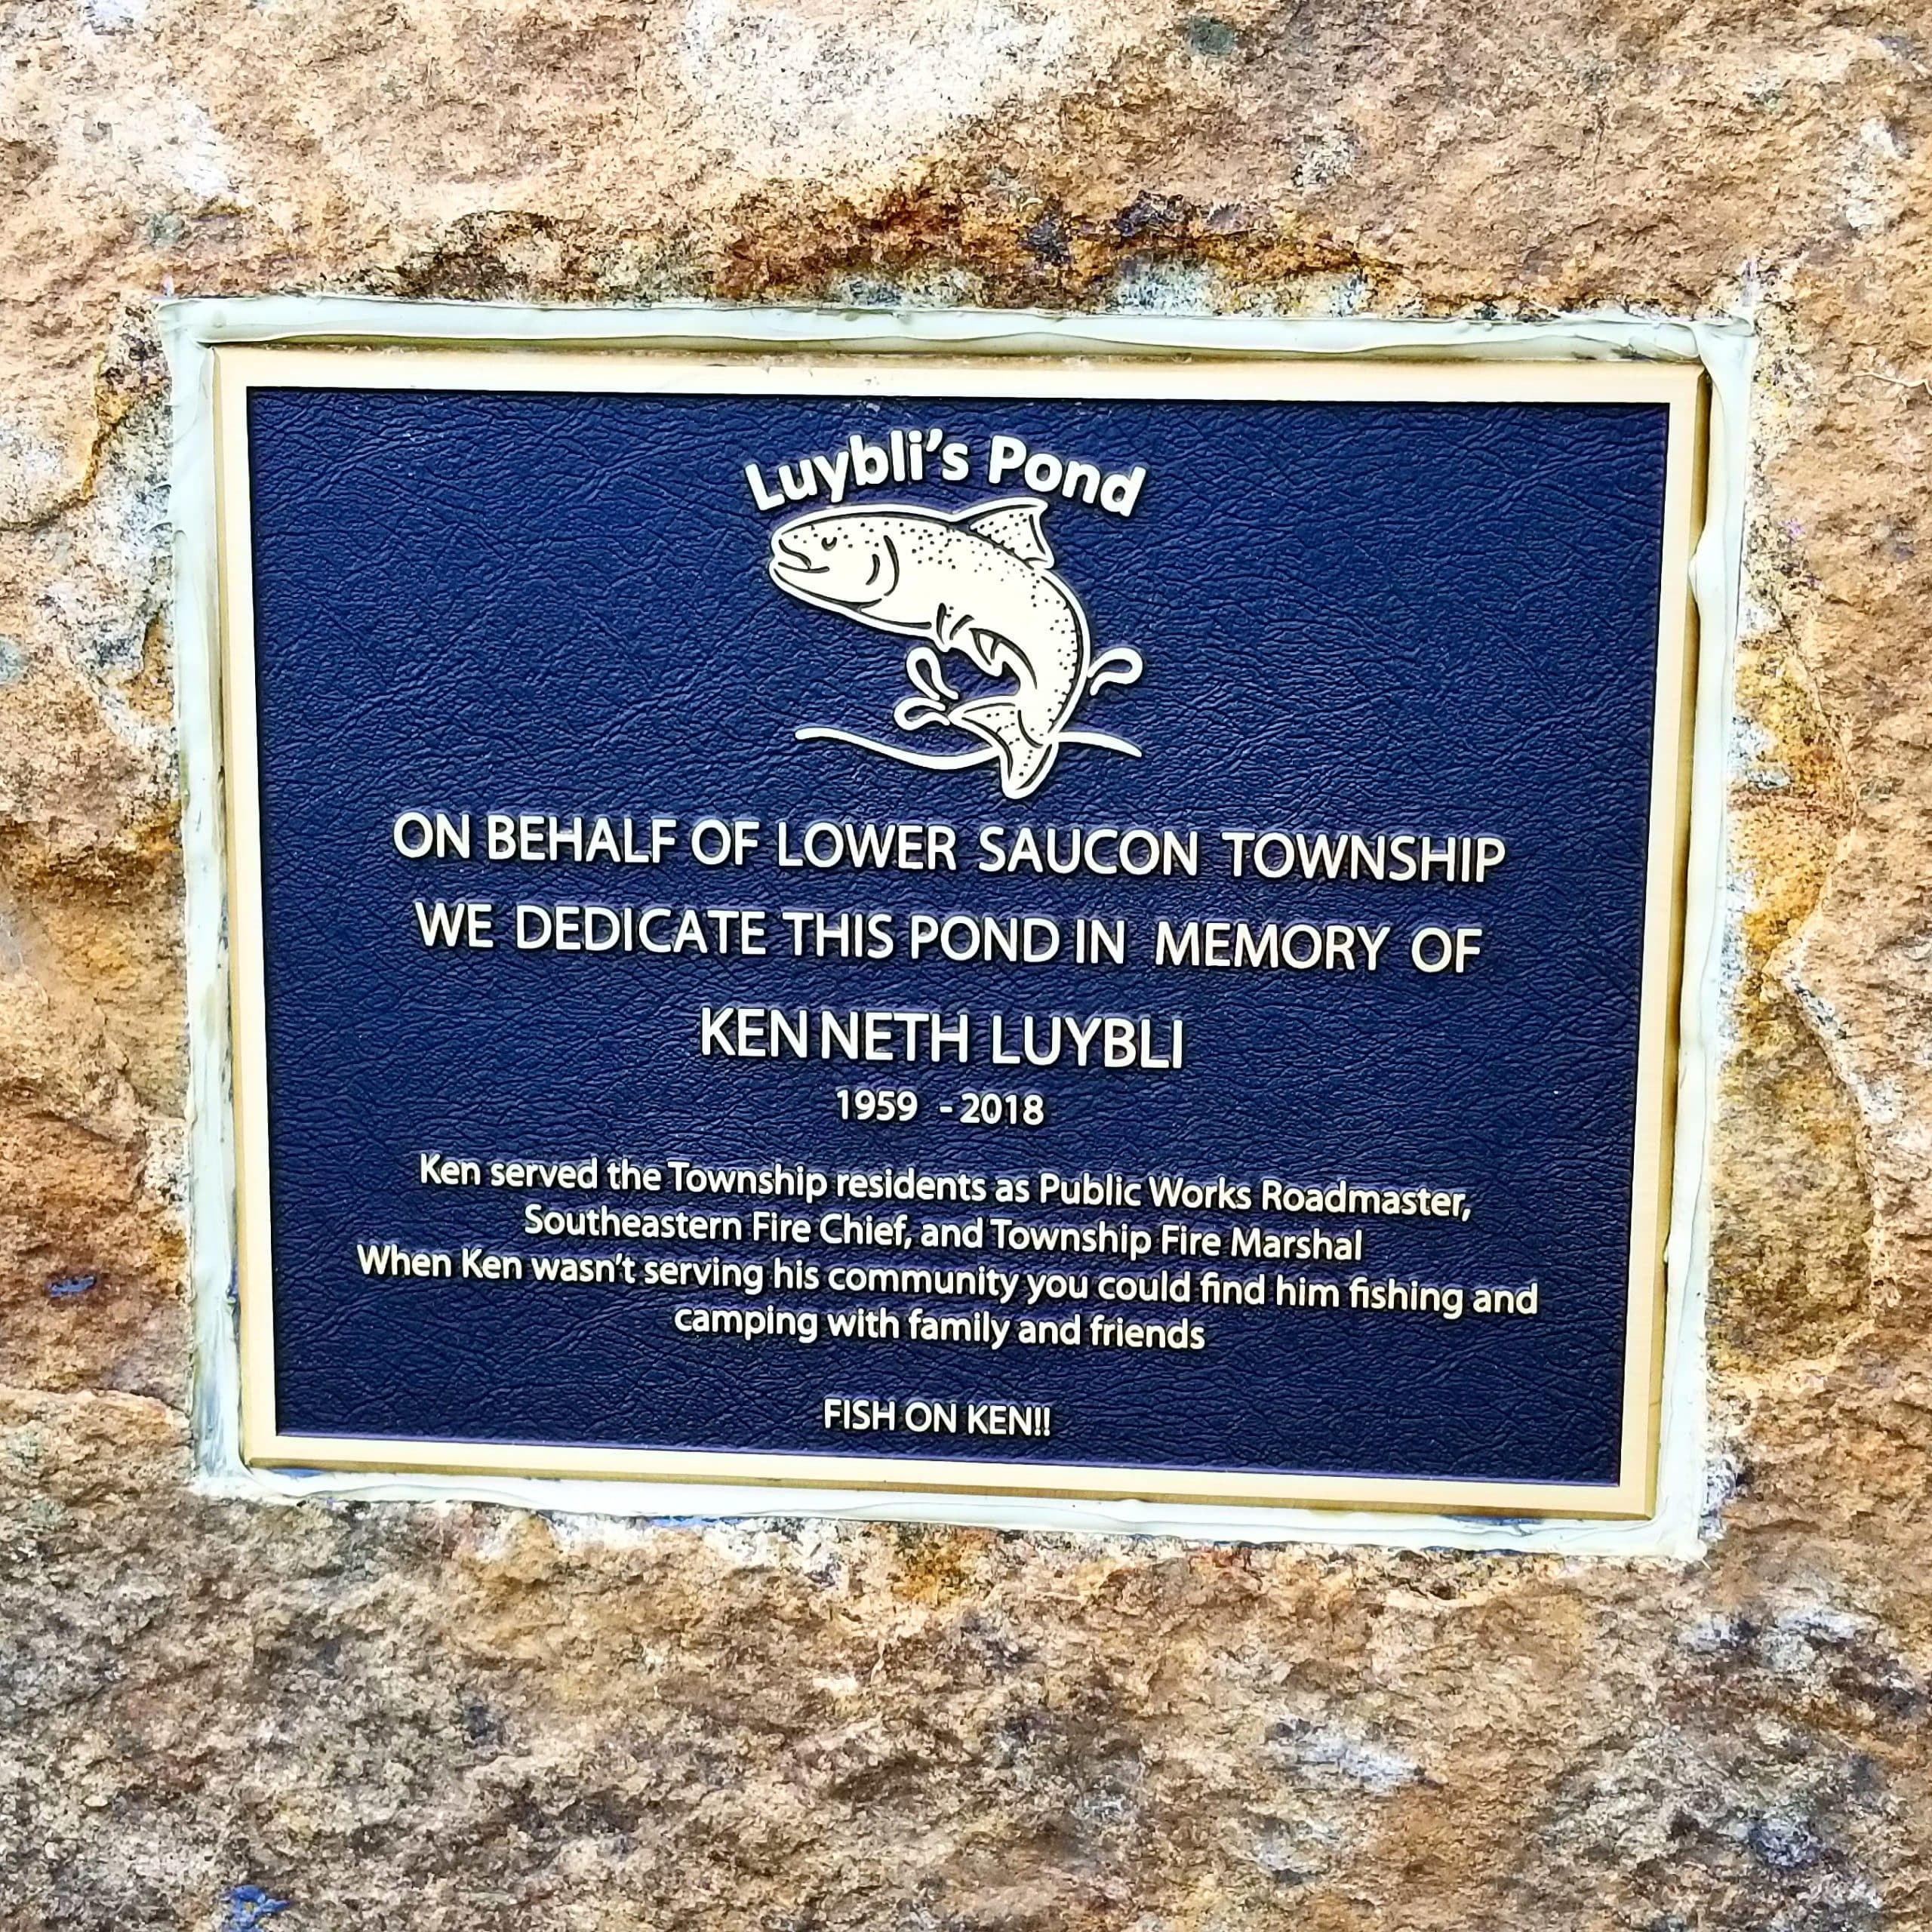 Luybli's Pond
ON BEHALF OF LOWER SAUCON TOWNSHIP
WE DEDICATE THIS POND IN MEMORY OF
KENNETH LUYBLI
1959 - 2018
Ken served the Township residents as Public Works Roadmaster,
Southeastern Fire Chief, and Township Fire Marshal
When Ken wasn't serving his community you could find him fishing and
camping with family and friends
FISH ON KEN!!